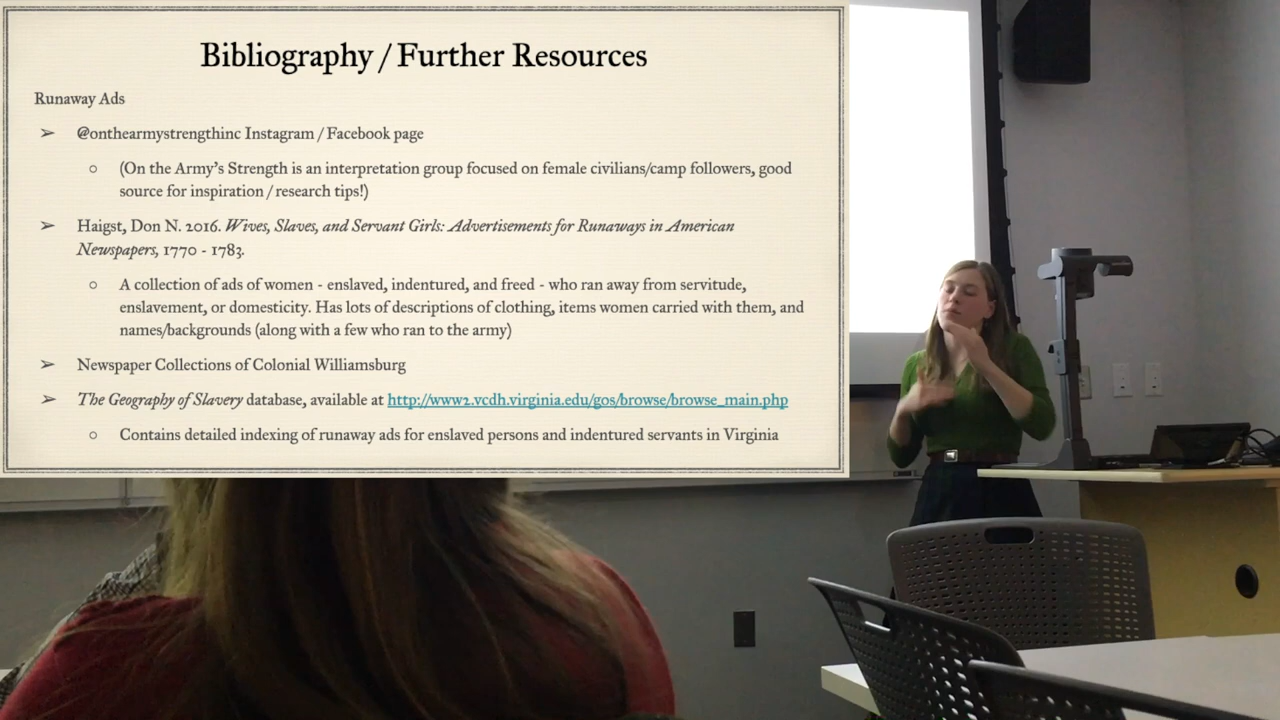 Bibliography / Further Resources
Runaway Ads
➢ @onthearmystrengthinc Instagram / Facebook page
○ (On the Army's Strength is an interpretation group focused on female civilians/camp followers, good
source for inspiration / research tips!)
➢ Haigst, Don N. 2016. Wives, Slaves, and Servant Girls: Advertisements for Runaways in American
Newspapers, 1770 - 1783.
○ A collection of ads of women - enslaved, indentured, and freed - who ran away from servitude,
enslavement, or domesticity. Has lots of descriptions of clothing, items women carried with them, and
names/backgrounds (along with a few who ran to the army)
➢ Newspaper Collections of Colonial Williamsburg
➢ The Geography of Slavery database, available at http://www2.vcdh.virginia.edu/gos/browse/browse_main.php
○ Contains detailed indexing of runaway ads for enslaved persons and indentured servants in Virginia